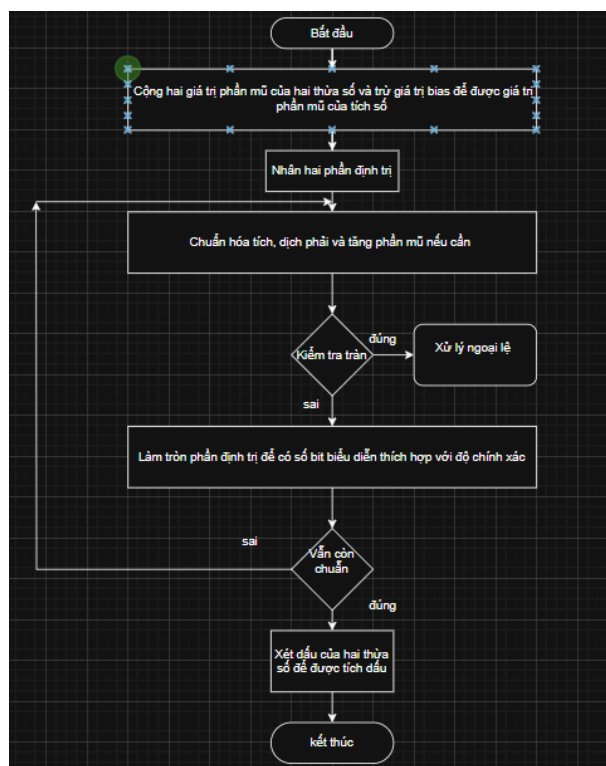 Bắt đầu
Cộng hai giá trị phần mũ của hai thừa số và trừ giá trị bias để được giá trị
phần mũ của tích số
Nhân hai phần định trị
Chuẩn hóa tích, dịch phải và tăng phần mũ nếu cần
đúng
Kiểm tra tràn
Xử lý ngoại lệ
sai
Làm tròn phần định trị để có số bit biểu diễn thích hợp với độ chính xác
sai
Vẫn còn
chuẩn
đúng
Xét dấu của hai thừa
số để được tích dấu
kết thúc